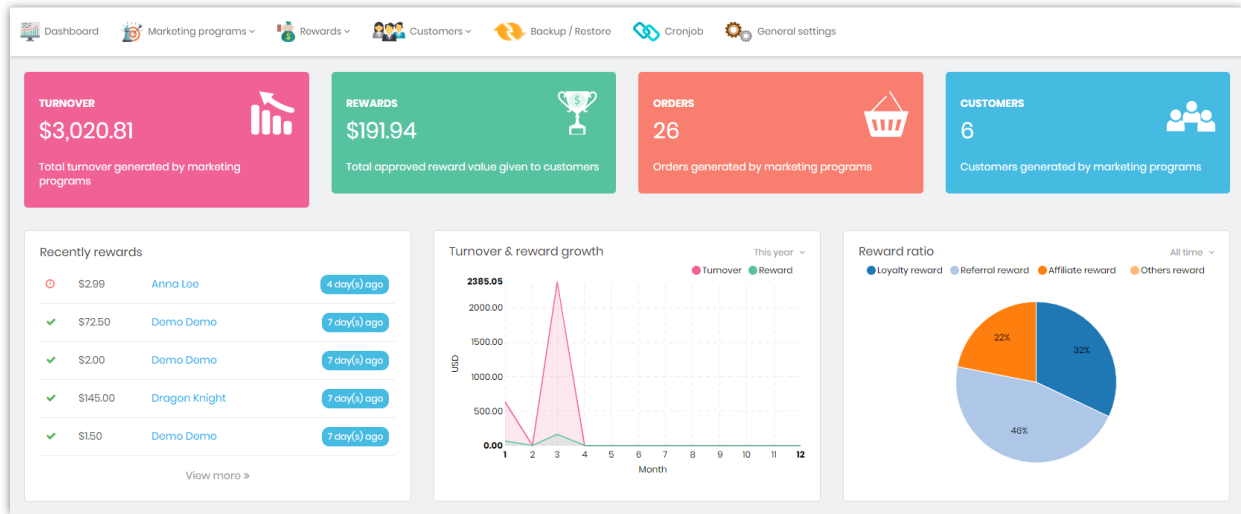 Dashboard Marketing programs Rewards Customers Backup / Restore Cronjob General settings
TURNOVER
$3,020.81
Total turnover generated by marketing
programs
REWARDS
$191.94
Total approved reward value given to customers
ORDERS
26
Orders generated by marketing programs
CUSTOMERS
6
Customers generated by marketing programs
Recently rewards
$2.99 Anna Lee 4 day(s) ago
$72.50 Demo Demo 7 day(s) ago
$2.00 Demo Demo 7 day(s) ago
$145.00 Dragon Knight 7 day(s) ago
$1.50 Demo Demo 7 day(s) ago
View more »
Turnover & reward growth This year
Turnover Reward
2385.05
2000.00
1500.00
1000.00
500.00
0.00
USD
1 2 3 4 5 6 7 8 9 10 11 12
Month
Reward ratio All time
Loyalty reward Referral reward Affiliate reward Others reward
22%
32%
46%